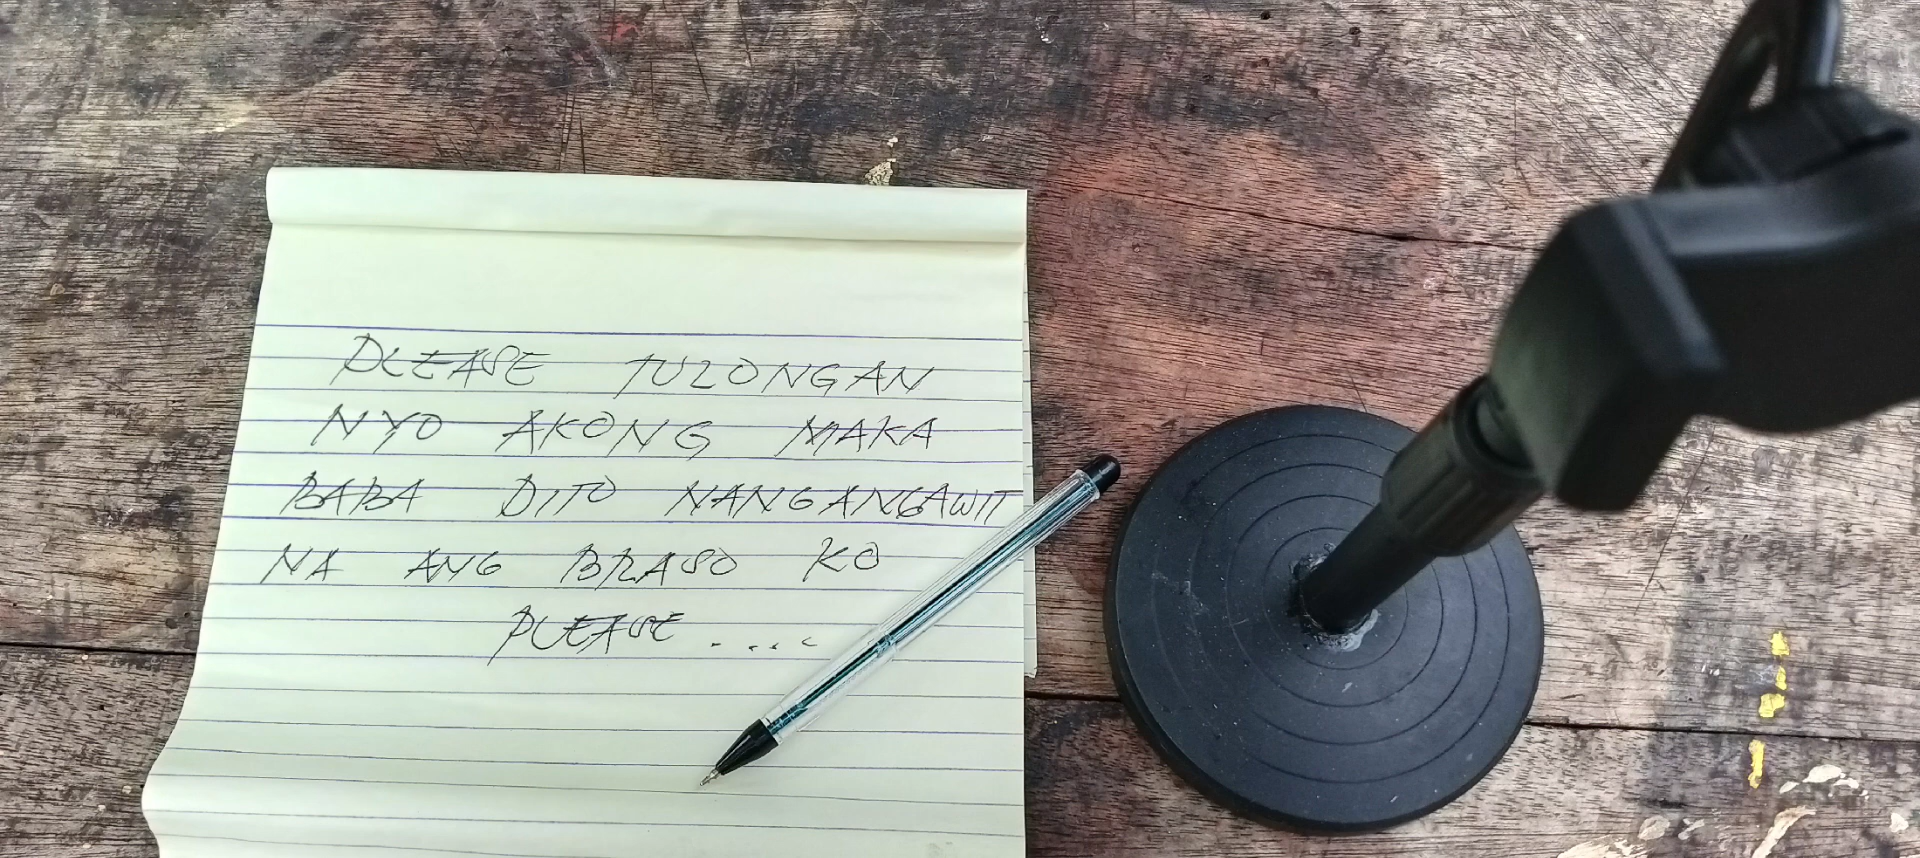 PLEASE TULONGAN
NYO AKONG MAKA
BABA DITO NANGANGAWIT
NA ANG BRASO KO
PLEASE....